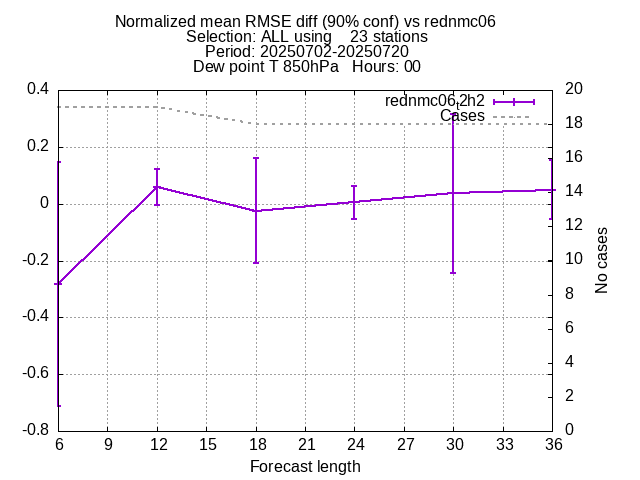 Normalized mean RMSE diff (90% conf) vs rednmc06
Selection: ALL using    23 stations
Period: 20250702-20250720
Dew point T 850hPa   Hours: 00
rednmc06_t2h2
Cases
0.4
0.2
0
-0.2
-0.4
-0.6
-0.8
20
18
16
14
12
10
8
6
4
2
0
No cases
6 9 12 15 18 21 24 27 30 33 36
Forecast length